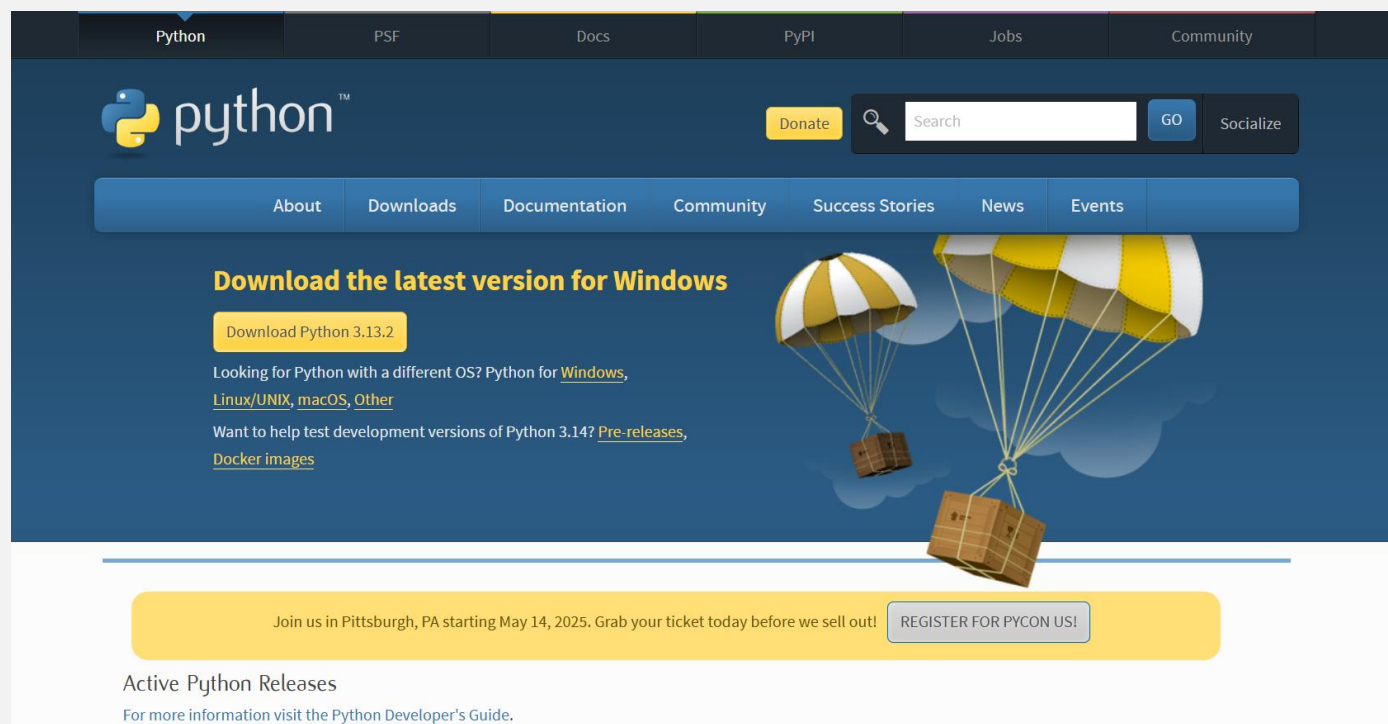 Python PSF Docs PyPI Jobs Community
python™
Donate Search GO Socialize
About Downloads Documentation Community Success Stories News Events
Download the latest version for Windows
Download Python 3.13.2
Looking for Python with a different OS? Python for Windows,
Linux/UNIX, macOS, Other
Want to help test development versions of Python 3.14? Pre-releases,
Docker images
Join us in Pittsburgh, PA starting May 14, 2025. Grab your ticket today before we sell out! REGISTER FOR PYCON US!
Active Python Releases
For more information visit the Python Developer's Guide.